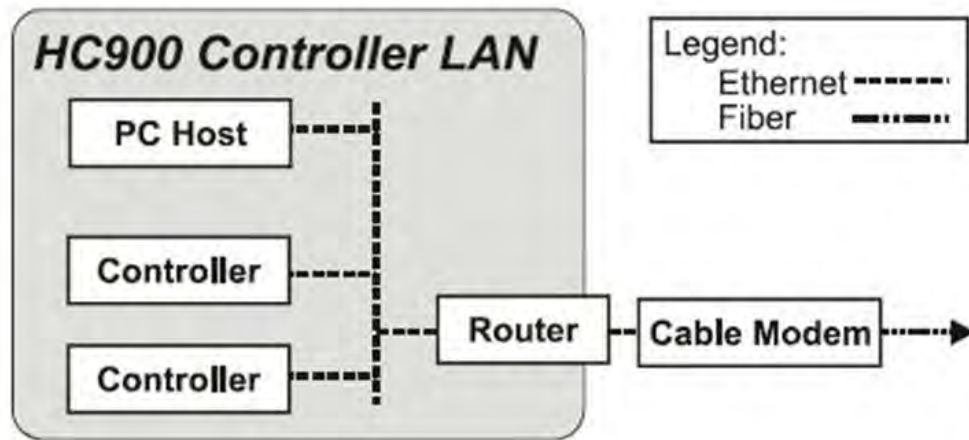 HC900 Controller LAN
Legend:
Ethernet
Fiber
PC Host
Controller
Controller
Router
Cable Modem